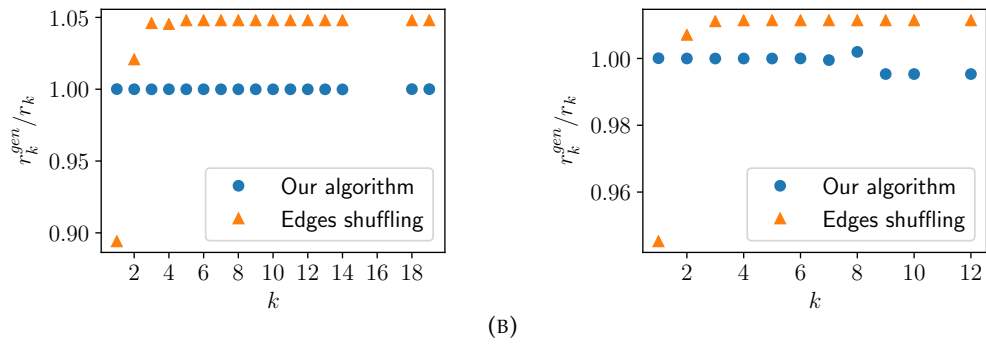 1.05
1.00
0.95
0.90
r_k^{gen}/r_k
Our algorithm
Edges shuffling
2 4 6 8 10 12 14 16 18
k
1.00
0.98
0.96
r_k^{gen}/r_k
Our algorithm
Edges shuffling
2 4 6 8 10 12
k
(B)